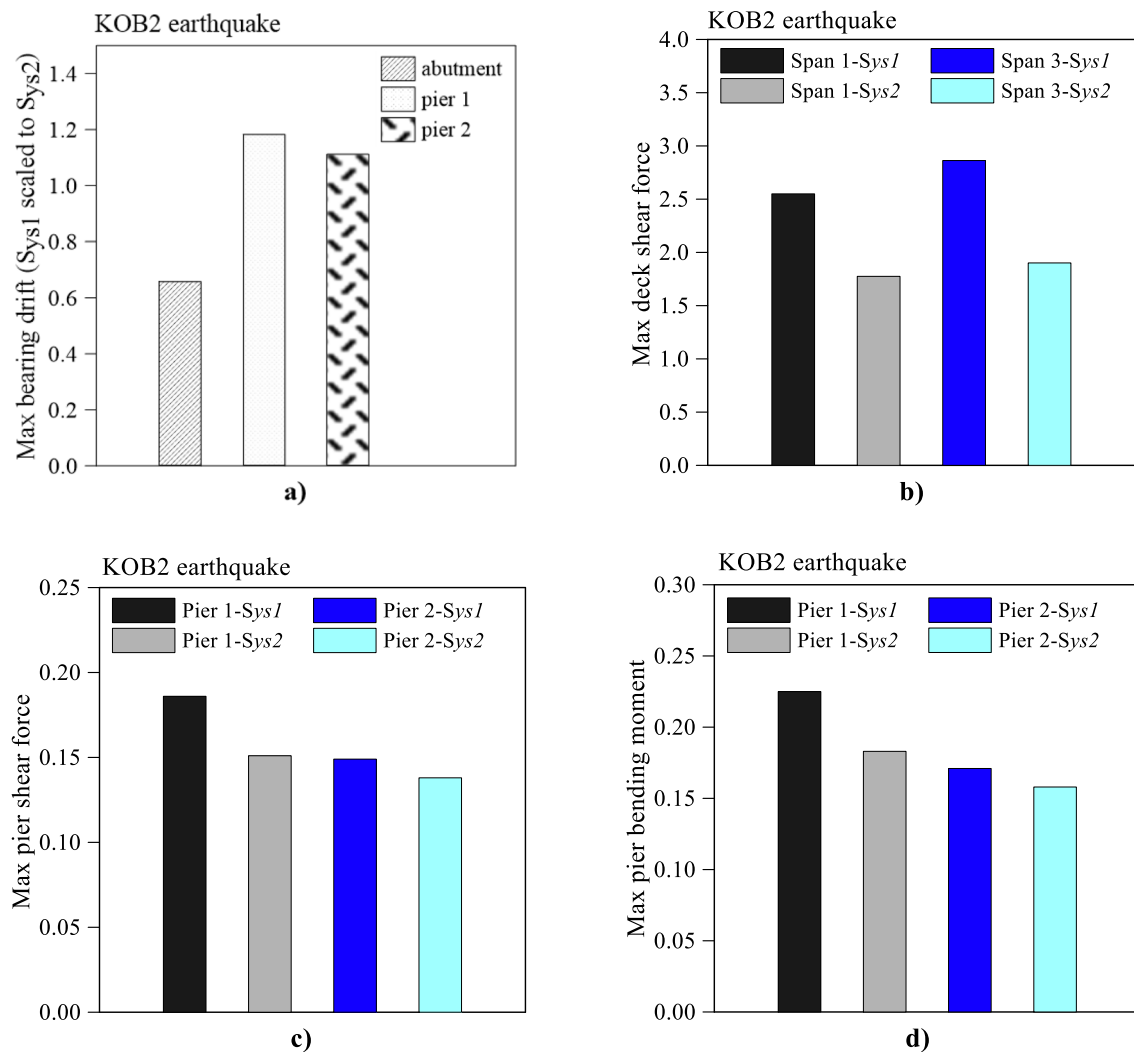 KOB2 earthquake
Max bearing drift (Sys1 scaled to Sys2)
1.4
1.2
1.0
0.8
0.6
0.4
0.2
0.0
abutment
pier 1
pier 2
a)
KOB2 earthquake
Max deck shear force
4.0
3.5
3.0
2.5
2.0
1.5
1.0
0.5
0.0
Span 1-Sys1 Span 3-Sys1
Span 1-Sys2 Span 3-Sys2
b)
KOB2 earthquake
Max pier shear force
0.25
0.20
0.15
0.10
0.05
0.00
Pier 1-Sys1 Pier 2-Sys1
Pier 1-Sys2 Pier 2-Sys2
c)
KOB2 earthquake
Max pier bending moment
0.30
0.25
0.20
0.15
0.10
0.05
0.00
Pier 1-Sys1 Pier 2-Sys1
Pier 1-Sys2 Pier 2-Sys2
d)